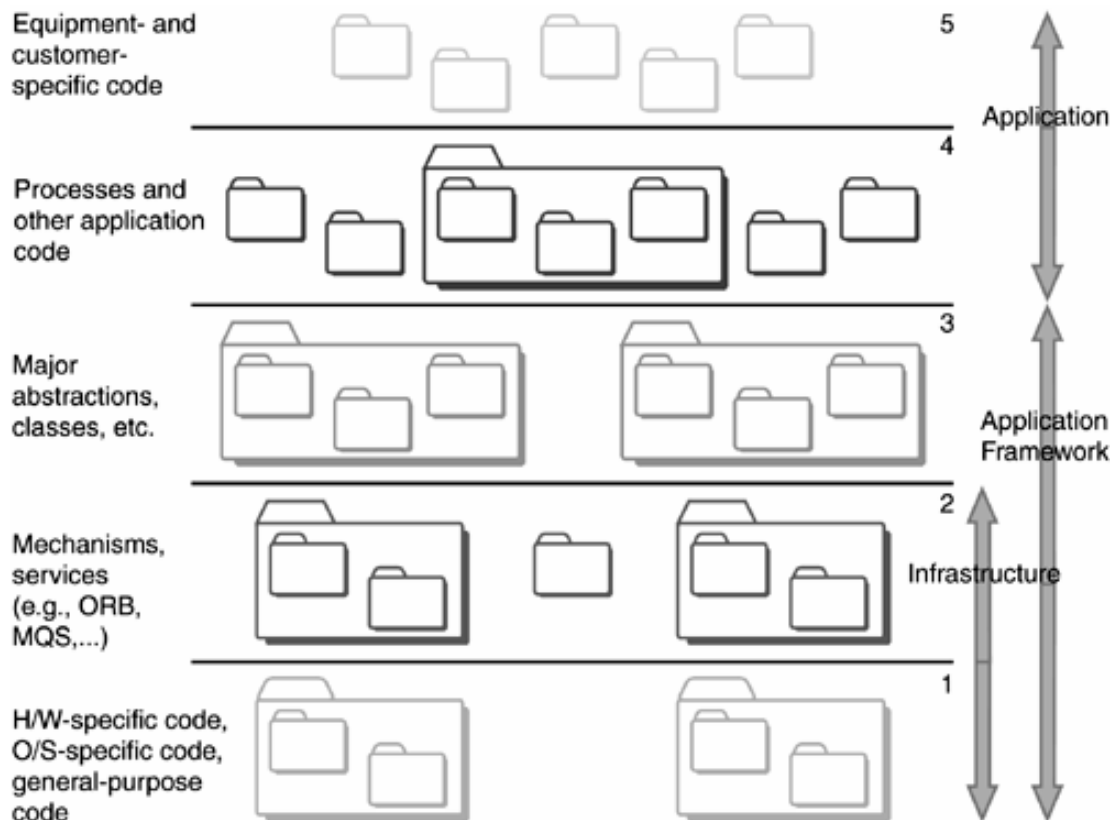 Equipment- and
customer-
specific code
5
Application
4
Processes and
other application
code
3
Major
abstractions,
classes, etc.
Application
Framework
2
Mechanisms,
services
(e.g., ORB,
MQS,...)
Infrastructure
1
H/W-specific code,
O/S-specific code,
general-purpose
code